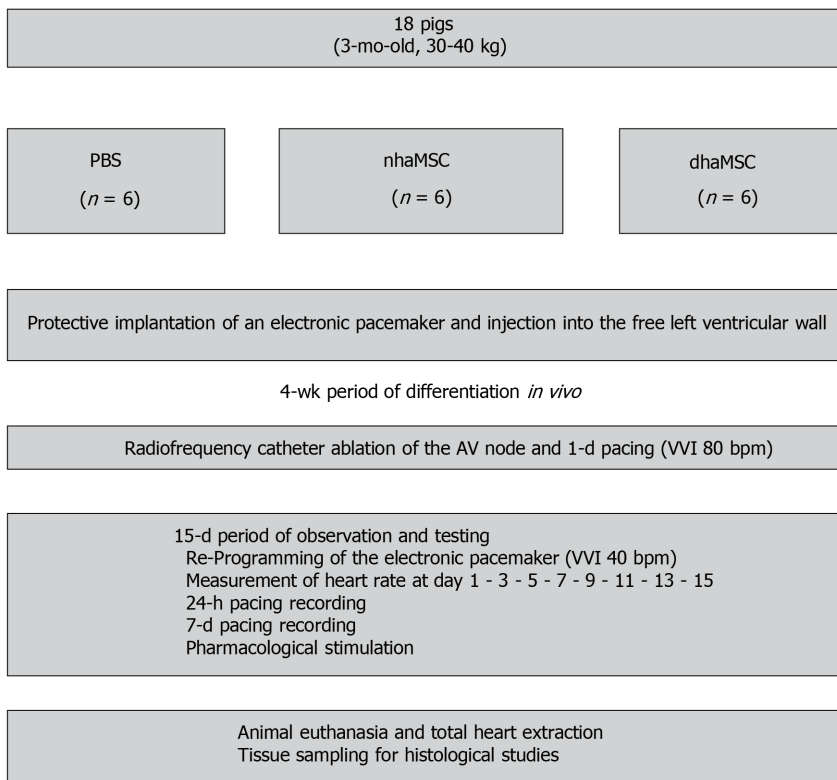 18 pigs
(3-mo-old, 30-40 kg)
PBS
(n = 6)
nhaMSC
(n = 6)
dhaMSC
(n = 6)
Protective implantation of an electronic pacemaker and injection into the free left ventricular wall
4-wk period of differentiation in vivo
Radiofrequency catheter ablation of the AV node and 1-d pacing (VVI 80 bpm)
15-d period of observation and testing
Re-Programming of the electronic pacemaker (VVI 40 bpm)
Measurement of heart rate at day 1 - 3 - 5 - 7 - 9 - 11 - 13 - 15
24-h pacing recording
7-d pacing recording
Pharmacological stimulation
Animal euthanasia and total heart extraction
Tissue sampling for histological studies